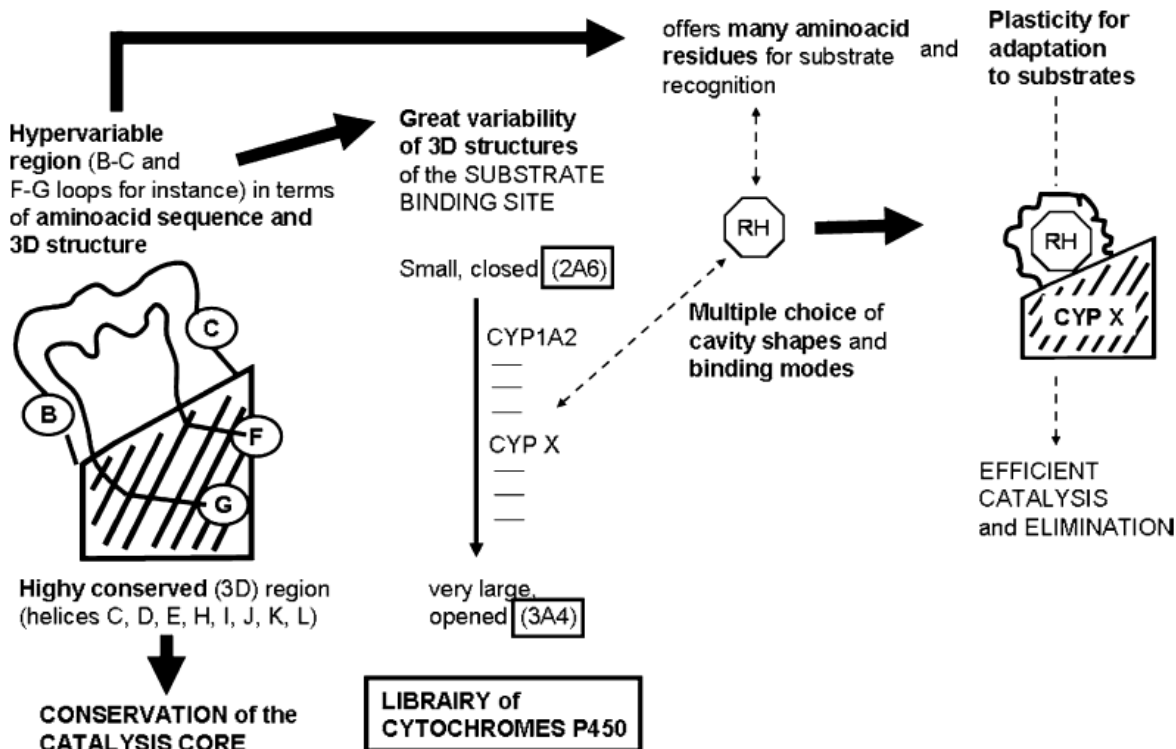 offers many aminoacid
residues for substrate
recognition
and
Plasticity for
adaptation
to substrates
Hypervariable
region (B-C and
F-G loops for instance) in terms
of aminoacid sequence and
3D structure
Great variability
of 3D structures
of the SUBSTRATE
BINDING SITE
RH
RH
CYP X
Small, closed (2A6)
CYP1A2
CYP X
very large,
opened (3A4)
Multiple choice of
cavity shapes and
binding modes
EFFICIENT
CATALYSIS
and ELIMINATION
C
B
F
G
Highy conserved (3D) region
(helices C, D, E, H, I, J, K, L)
CONSERVATION of the
CATALYSIS CORE
LIBRAIRY of
CYTOCHROMES P450